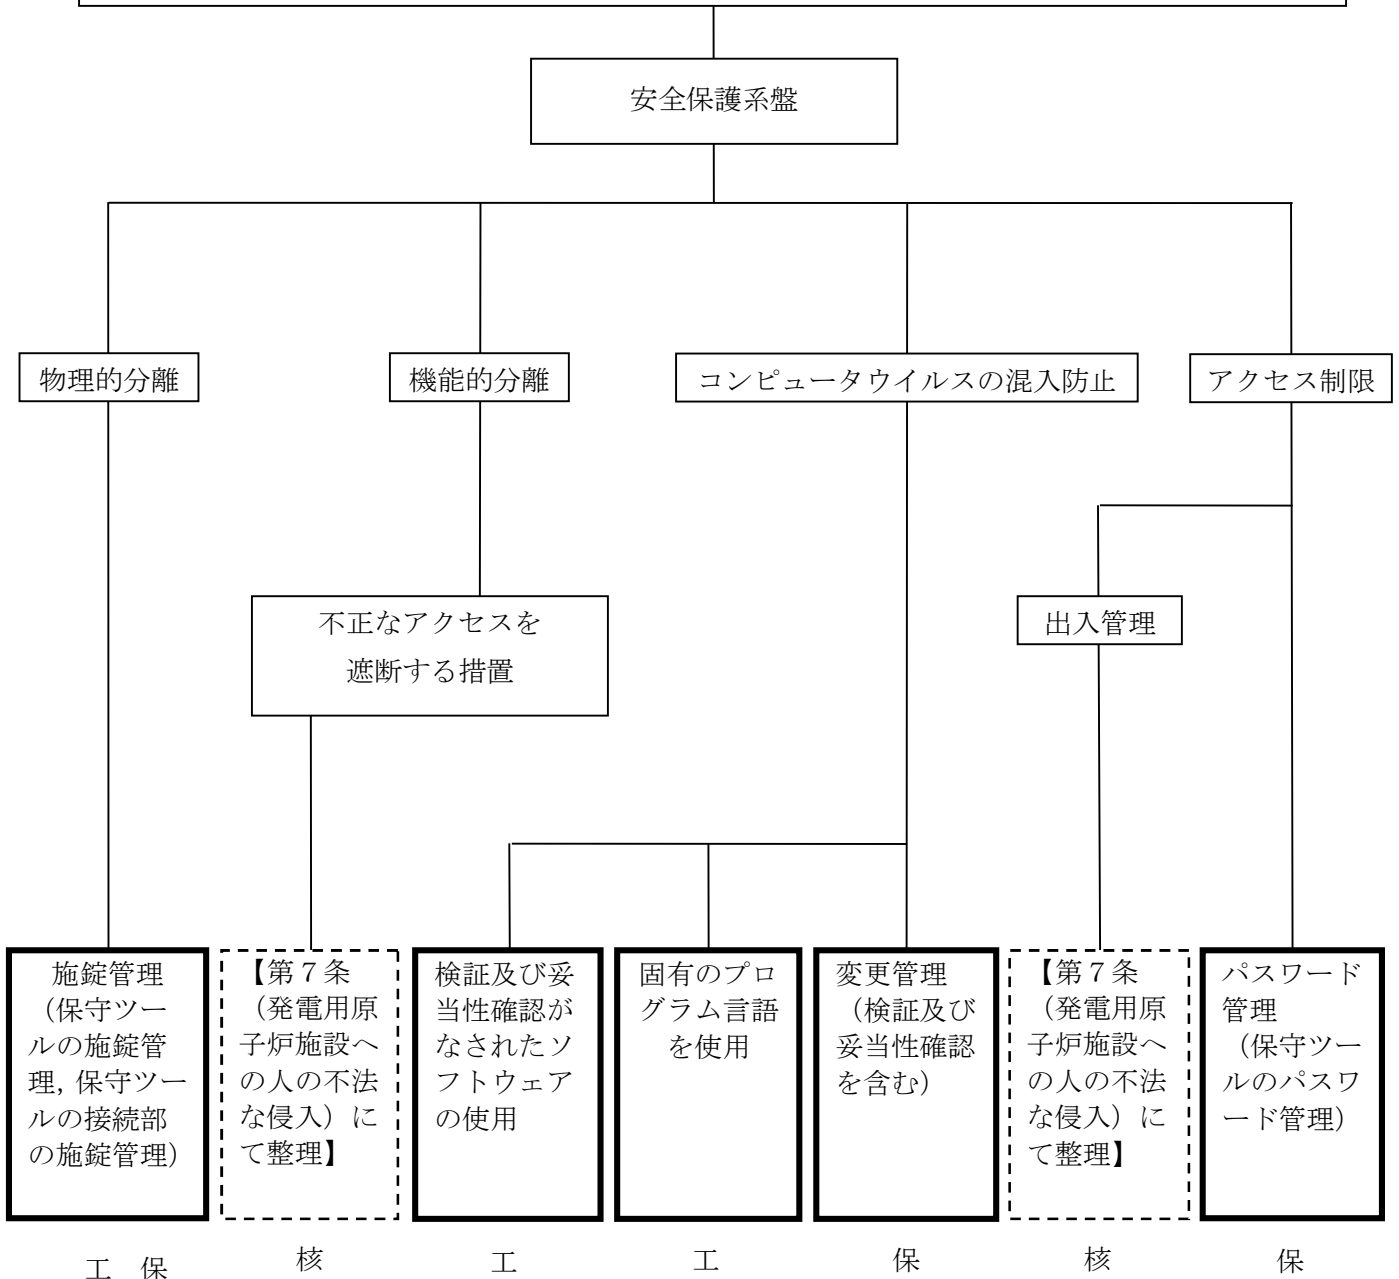 安全保護系盤
物理的分離
機能的分離
コンピュータウイルスの混入防止
アクセス制限
不正なアクセスを
遮断する措置
出入管理
施錠管理
（保守ツー
ルの施錠管
理，保守ツー
ルの接続部
の施錠管理）
【第７条
（発電用原
子炉施設へ
の人の不法
な侵入）に
て整理】
検証及び妥
当性確認が
なされたソ
フトウェア
の使用
固有のプロ
グラム言語
を使用
変更管理
（検証及び
妥当性確認
を含む）
【第７条
（発電用原
子炉施設へ
の人の不法
な侵入）に
て整理】
パスワード
管理
（保守ツー
ルのパスワ
ード管理）
工　保
核
工
工
保
核
保